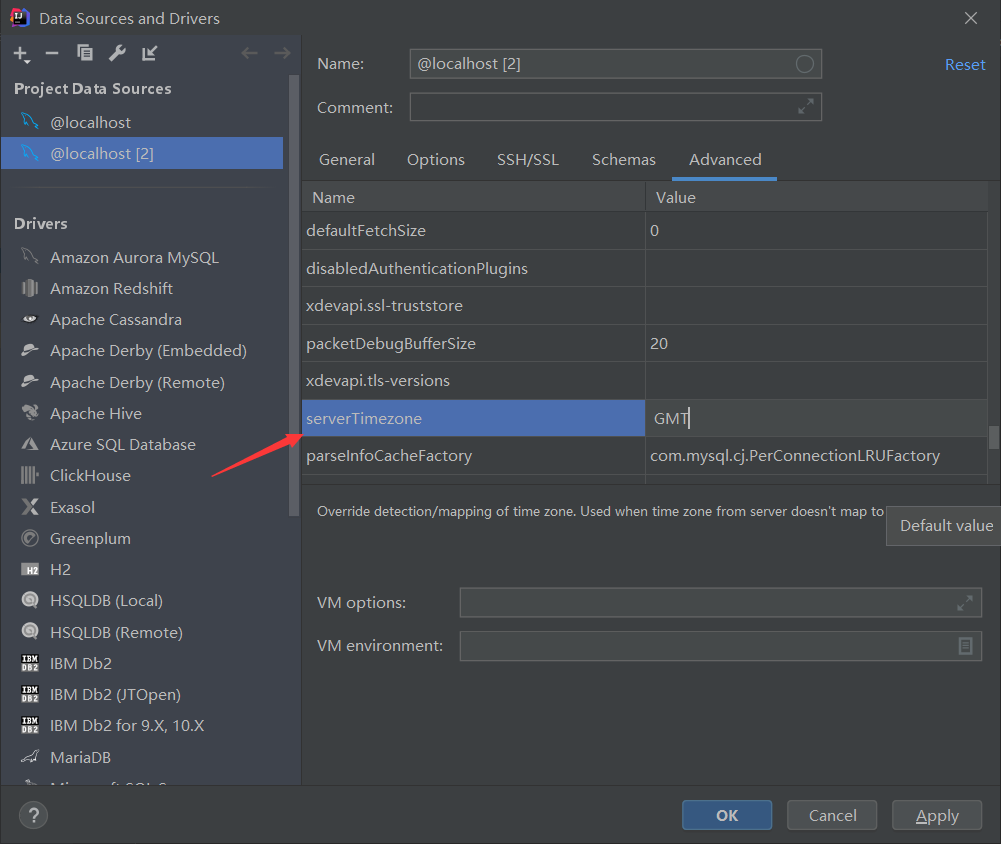 Data Sources and Drivers
Project Data Sources
@localhost
@localhost [2]
Drivers
Amazon Aurora MySQL
Amazon Redshift
Apache Cassandra
Apache Derby (Embedded)
Apache Derby (Remote)
Apache Hive
Azure SQL Database
ClickHouse
Exasol
Greenplum
H2
HSQLDB (Local)
HSQLDB (Remote)
IBM Db2
IBM Db2 (JTOpen)
IBM Db2 for 9.X, 10.X
MariaDB
Name: @localhost [2] Reset
Comment:
General Options SSH/SSL Schemas Advanced
Name Value
defaultFetchSize 0
disabledAuthenticationPlugins
xdevapi.ssl-truststore
packetDebugBufferSize 20
xdevapi.tls-versions
serverTimezone GMT
parseInfoCacheFactory com.mysql.cj.PerConnectionLRUFactory
Override detection/mapping of time zone. Used when time zone from server doesn't map to
Default value
VM options:
VM environment:
? OK Cancel Apply